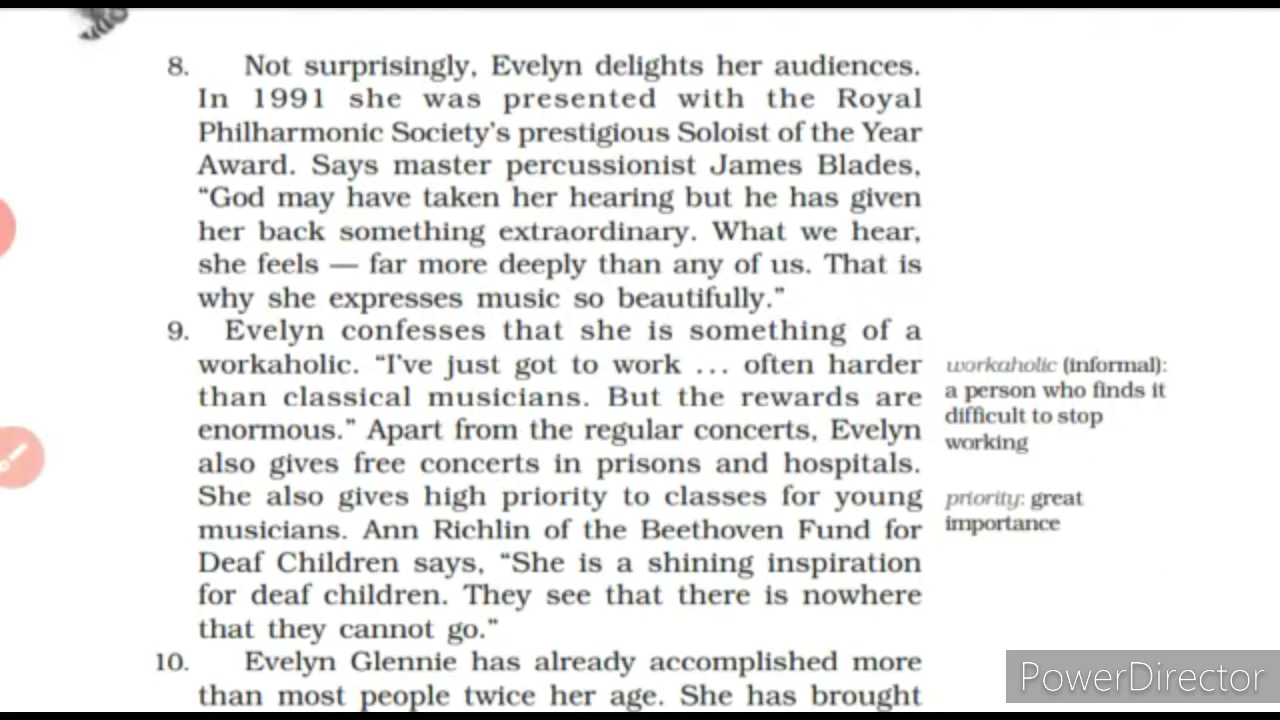 8. Not surprisingly, Evelyn delights her audiences.
In 1991 she was presented with the Royal
Philharmonic Society's prestigious Soloist of the Year
Award. Says master percussionist James Blades,
“God may have taken her hearing but he has given
her back something extraordinary. What we hear,
she feels — far more deeply than any of us. That is
why she expresses music so beautifully.”
9. Evelyn confesses that she is something of a
workaholic. “I've just got to work ... often harder
than classical musicians. But the rewards are
enormous.” Apart from the regular concerts, Evelyn
also gives free concerts in prisons and hospitals.
She also gives high priority to classes for young
musicians. Ann Richlin of the Beethoven Fund for
Deaf Children says, “She is a shining inspiration
for deaf children. They see that there is nowhere
that they cannot go.”
10. Evelyn Glennie has already accomplished more
than most people twice her age. She has brought
workaholic (informal):
a person who finds it
difficult to stop
working
priority: great
importance
PowerDirector